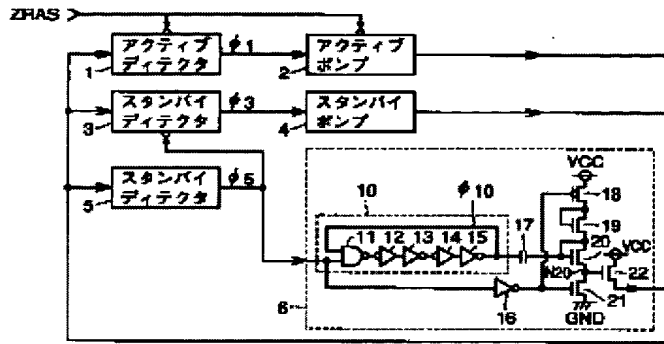 ZRAS
アクティブ
ディテクタ
1
φ1
アクティブ
ポンプ
2
スタンバイ
ディテクタ
3
φ3
スタンバイ
ポンプ
4
スタンバイ
ディテクタ
5
φ5
10
φ10
11
12
13
14
15
16
17
VCC
18
19
20
VCC
N20
22
21
GND
6